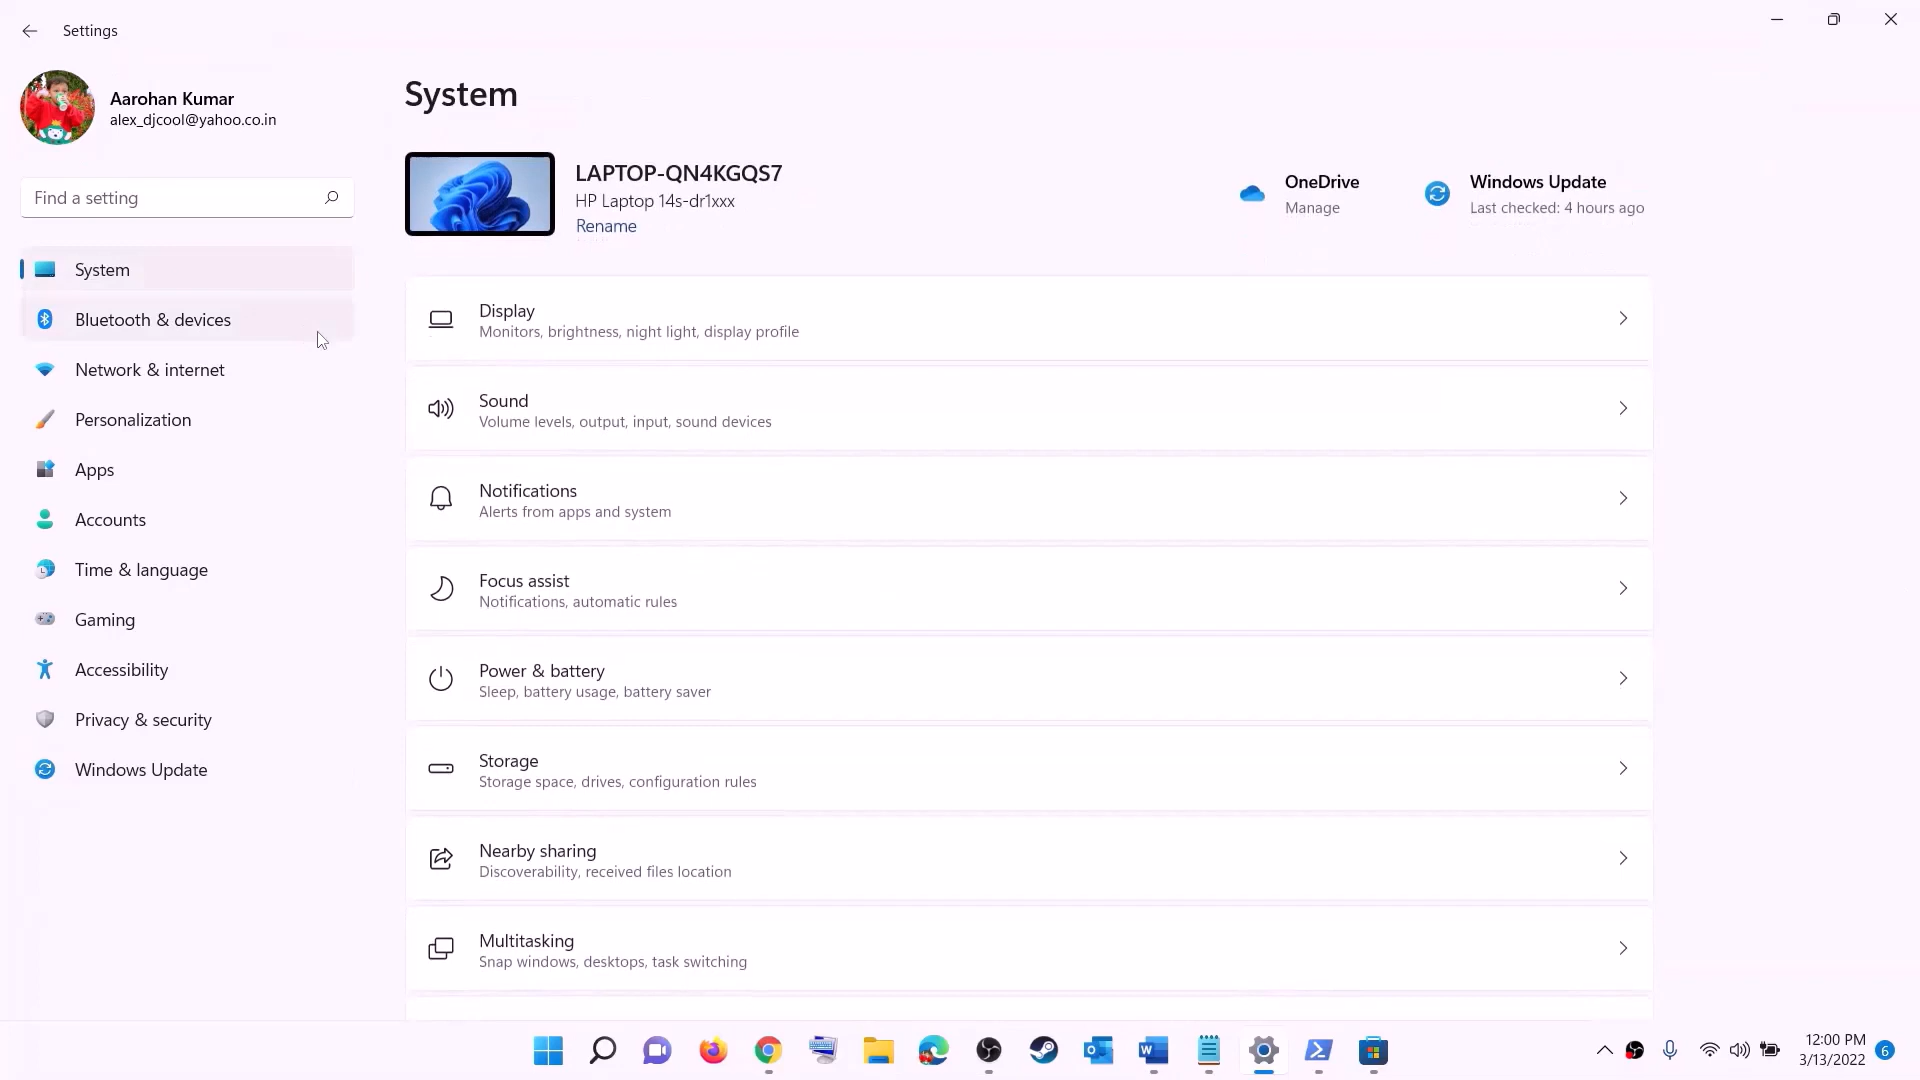 Settings
Aarohan Kumar
alex_djcool@yahoo.co.in
Find a setting
System
Bluetooth & devices
Network & internet
Personalization
Apps
Accounts
Time & language
Gaming
Accessibility
Privacy & security
Windows Update
System
LAPTOP-QN4KGQS7
HP Laptop 14s-dr1xxx
Rename
OneDrive
Manage
Windows Update
Last checked: 4 hours ago
Display
Monitors, brightness, night light, display profile
Sound
Volume levels, output, input, sound devices
Notifications
Alerts from apps and system
Focus assist
Notifications, automatic rules
Power & battery
Sleep, battery usage, battery saver
Storage
Storage space, drives, configuration rules
Nearby sharing
Discoverability, received files location
Multitasking
Snap windows, desktops, task switching
12:00 PM
3/13/2022
6